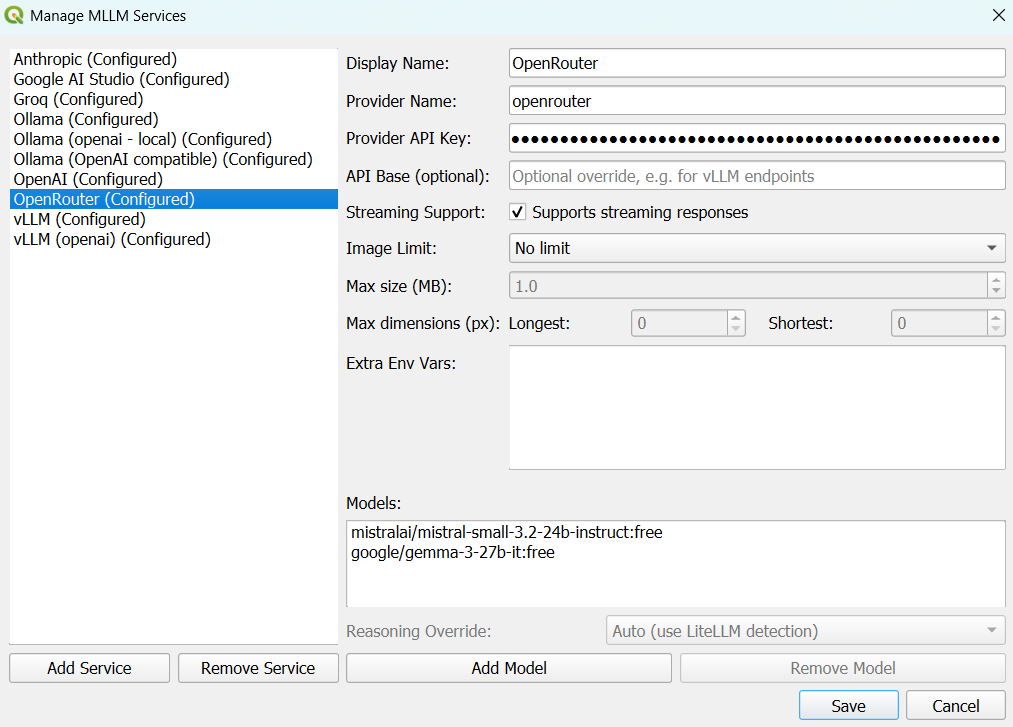 Manage MLLM Services
Anthropic (Configured)
Google AI Studio (Configured)
Groq (Configured)
Ollama (Configured)
Ollama (openai - local) (Configured)
Ollama (OpenAI compatible) (Configured)
OpenAI (Configured)
OpenRouter (Configured)
vLLM (Configured)
vLLM (openai) (Configured)
Display Name: OpenRouter
Provider Name: openrouter
Provider API Key:
API Base (optional): Optional override, e.g. for vLLM endpoints
Streaming Support: Supports streaming responses
Image Limit: No limit
Max size (MB): 1.0
Max dimensions (px): Longest: 0 Shortest: 0
Extra Env Vars:
Models:
mistralai/mistral-small-3.2-24b-instruct:free
google/gemma-3-27b-it:free
Reasoning Override: Auto (use LiteLLM detection)
Add Service Remove Service Add Model Remove Model
Save Cancel